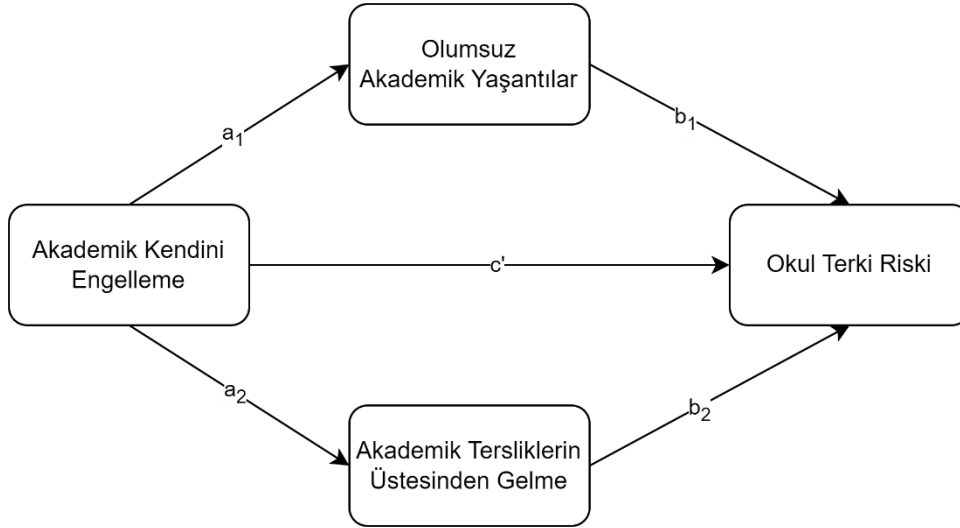 Olumsuz
Akademik Yaşantılar
a₁
b₁
Akademik Kendini
Engelleme
c'
Okul Terki Riski
a₂
b₂
Akademik Tersliklerin
Üstesinden Gelme